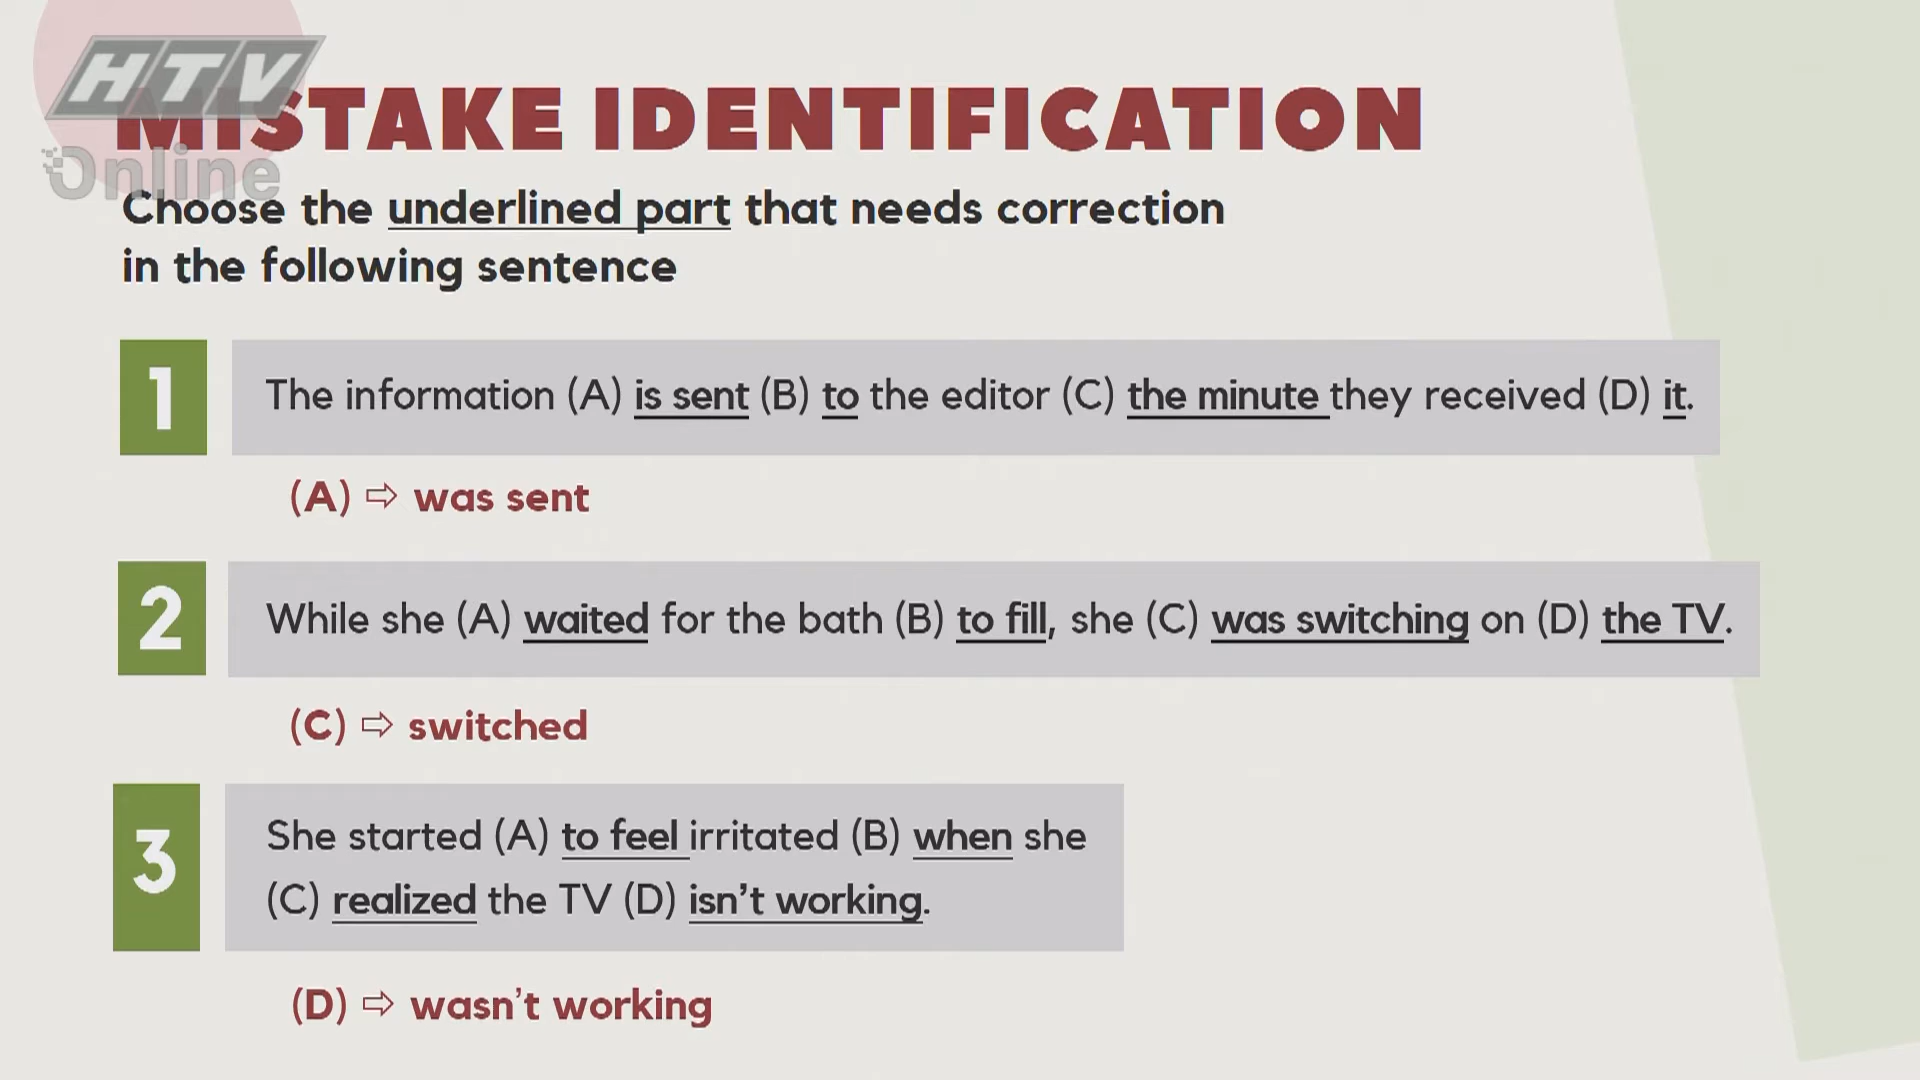 HTV
Online
MISTAKE IDENTIFICATION
Choose the underlined part that needs correction
in the following sentence
1
The information (A) is sent (B) to the editor (C) the minute they received (D) it.
(A) ⇨ was sent
2
While she (A) waited for the bath (B) to fill, she (C) was switching on (D) the TV.
(C) ⇨ switched
3
She started (A) to feel irritated (B) when she
(C) realized the TV (D) isn't working.
(D) ⇨ wasn't working